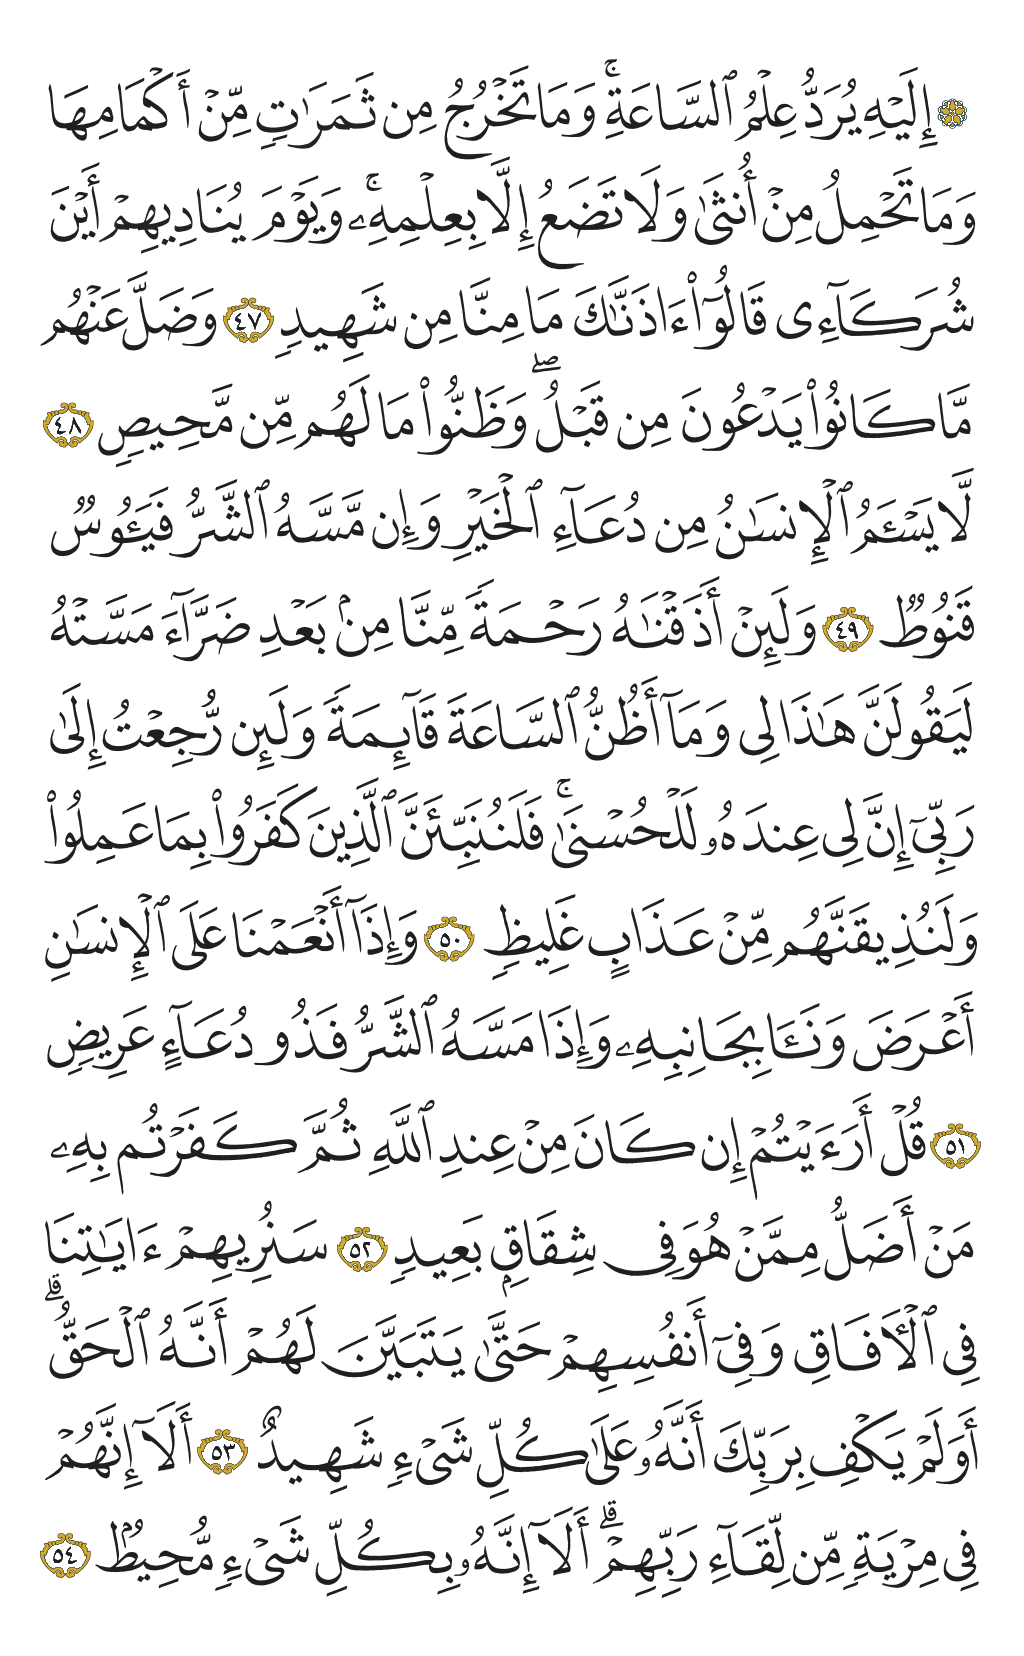 ۞ إِلَيْهِ يُرَدُّ عِلْمُ ٱلسَّاعَةِۚ وَمَا تَخْرُجُ مِن ثَمَرَٰتٍ مِّنْ أَكْمَامِهَا
وَمَا تَحْمِلُ مِنْ أُنثَىٰ وَلَا تَضَعُ إِلَّا بِعِلْمِهِۦۚ وَيَوْمَ يُنَادِيهِمْ أَيْنَ
شُرَكَآءِى قَالُوٓا۟ ءَاذَنَّٰكَ مَا مِنَّا مِن شَهِيدٍ ٤٧ وَضَلَّ عَنْهُم
مَّا كَانُوا۟ يَدْعُونَ مِن قَبْلُۖ وَظَنُّوا۟ مَا لَهُم مِّن مَّحِيصٍ ٤٨
لَّا يَسْـَٔمُ ٱلْإِنسَٰنُ مِن دُعَآءِ ٱلْخَيْرِ وَإِن مَّسَّهُ ٱلشَّرُّ فَيَـُٔوسٌ
قَنُوطٌ ٤٩ وَلَئِنْ أَذَقْنَٰهُ رَحْمَةً مِّنَّا مِنۢ بَعْدِ ضَرَّآءَ مَسَّتْهُ
لَيَقُولَنَّ هَٰذَا لِى وَمَآ أَظُنُّ ٱلسَّاعَةَ قَآئِمَةً وَلَئِن رُّجِعْتُ إِلَىٰ
رَبِّىٓ إِنَّ لِى عِندَهُۥ لَلْحُسْنَىٰۚ فَلَنُنَبِّئَنَّ ٱلَّذِينَ كَفَرُوا۟ بِمَا عَمِلُوا۟
وَلَنُذِيقَنَّهُم مِّنْ عَذَابٍ غَلِيظٍ ٥٠ وَإِذَآ أَنْعَمْنَا عَلَى ٱلْإِنسَٰنِ
أَعْرَضَ وَنَـَٔا بِجَانِبِهِۦ وَإِذَا مَسَّهُ ٱلشَّرُّ فَذُو دُعَآءٍ عَرِيضٍ
٥١ قُلْ أَرَءَيْتُمْ إِن كَانَ مِنْ عِندِ ٱللَّهِ ثُمَّ كَفَرْتُم بِهِۦ
مَنْ أَضَلُّ مِمَّنْ هُوَ فِى شِقَاقٍۭ بَعِيدٍ ٥٢ سَنُرِيهِمْ ءَايَٰتِنَا
فِى ٱلْـَٔافَاقِ وَفِىٓ أَنفُسِهِمْ حَتَّىٰ يَتَبَيَّنَ لَهُمْ أَنَّهُ ٱلْحَقُّۗ
أَوَلَمْ يَكْفِ بِرَبِّكَ أَنَّهُۥ عَلَىٰ كُلِّ شَىْءٍ شَهِيدٌ ٥٣ أَلَآ إِنَّهُمْ
فِى مِرْيَةٍ مِّن لِّقَآءِ رَبِّهِمْۗ أَلَآ إِنَّهُۥ بِكُلِّ شَىْءٍ مُّحِيطٌۢ ٥٤